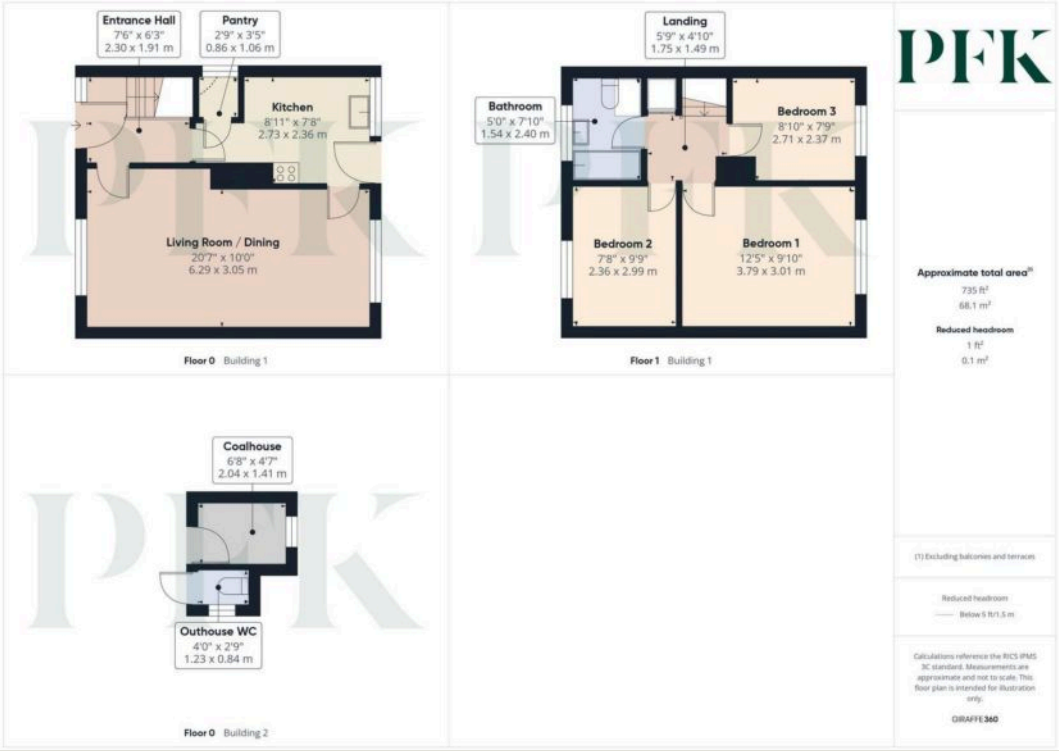 Entrance Hall
7'6" x 6'3"
2.30 x 1.91 m
Pantry
2'9" x 3'5"
0.86 x 1.06 m
Kitchen
8'11" x 7'8"
2.73 x 2.36 m
Living Room / Dining
20'7" x 10'0"
6.29 x 3.05 m
Floor 0 Building 1
Landing
5'9" x 4'10"
1.75 x 1.49 m
Bathroom
5'0" x 7'10"
1.54 x 2.40 m
Bedroom 3
8'10" x 7'9"
2.71 x 2.37 m
Bedroom 2
7'8" x 9'9"
2.36 x 2.99 m
Bedroom 1
12'5" x 9'10"
3.79 x 3.01 m
Floor 1 Building 1
Coalhouse
6'8" x 4'7"
2.04 x 1.41 m
Outhouse WC
4'0" x 2'9"
1.23 x 0.84 m
Floor 0 Building 2
PFK
PFK
PFK
PFK
Approximate total area(1)
735 ft²
68.1 m²
Reduced headroom
1 ft²
0.1 m²
(1) Excluding balconies and terraces
Reduced headroom
Below 5 ft/1.5 m
Calculations reference the RICS IPMS
3C standard. Measurements are
approximate and not to scale. This
floor plan is intended for illustration
only.
GIRAFFE360